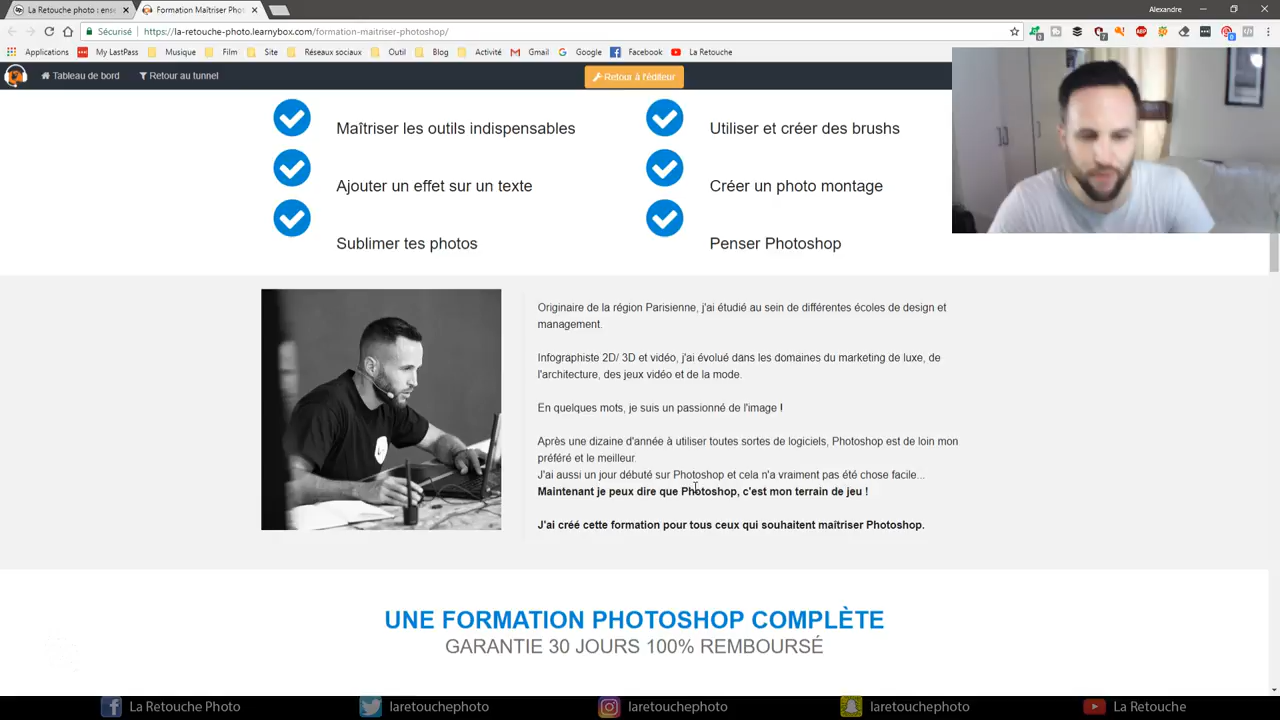 La Retouche photo : ens
Formation Maîtriser Phot
Alexandre
Sécurisé
https://la-retouche-photo.learnybox.com/formation-maitriser-photoshop/
Applications
My LastPass
Musique
Film
Site
Réseaux sociaux
Outil
Blog
Activité
Gmail
Google
Facebook
La Retouche
Tableau de bord
Retour au tunnel
Retour à l'éditeur
Maîtriser les outils indispensables
Utiliser et créer des brushs
Ajouter un effet sur un texte
Créer un photo montage
Sublimer tes photos
Penser Photoshop
Originaire de la région Parisienne, j'ai étudié au sein de différentes écoles de design et
management.
Infographiste 2D/ 3D et vidéo, j'ai évolué dans les domaines du marketing de luxe, de
l'architecture, des jeux vidéo et de la mode.
En quelques mots, je suis un passionné de l'image !
Après une dizaine d'année à utiliser toutes sortes de logiciels, Photoshop est de loin mon
préféré et le meilleur.
J'ai aussi un jour débuté sur Photoshop et cela n'a vraiment pas été chose facile...
Maintenant je peux dire que Photoshop, c'est mon terrain de jeu !
J'ai créé cette formation pour tous ceux qui souhaitent maîtriser Photoshop.
UNE FORMATION PHOTOSHOP COMPLÈTE
GARANTIE 30 JOURS 100% REMBOURSÉ
La Retouche Photo
laretouchephoto
laretouchephoto
laretouchephoto
La Retouche